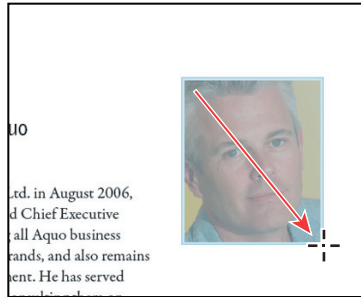 uo
Ltd. in August 2006,
d Chief Executive
all Aquo business
rands, and also remains
nent. He has served